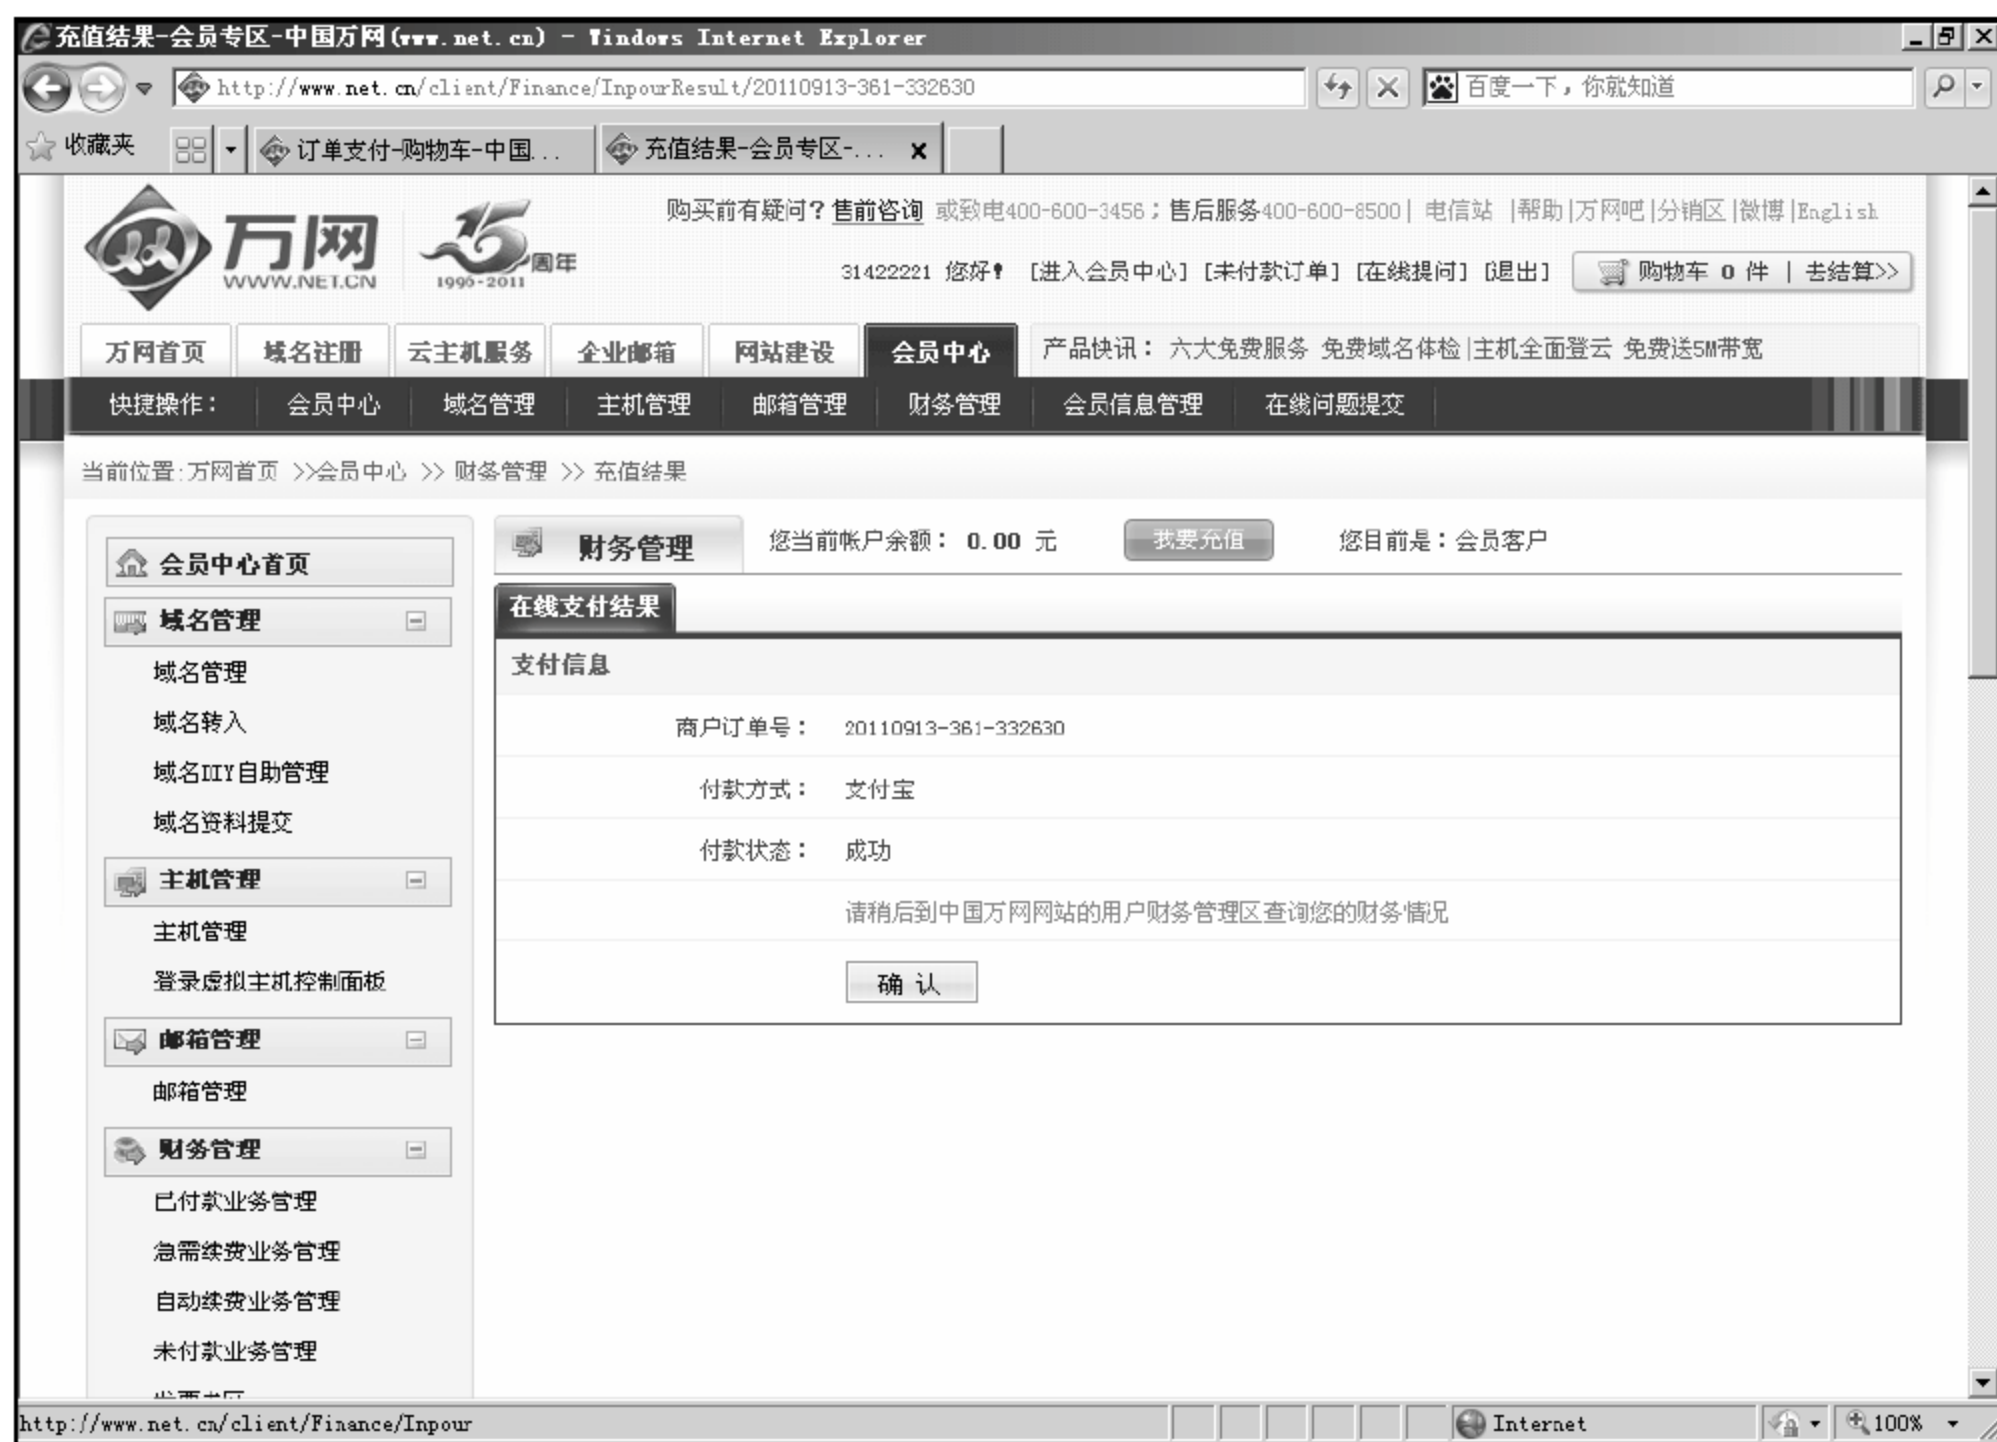 充值结果-会员专区-中国万网(www.net.cn) - Windows Internet Explorer
http://www.net.cn/client/Finance/InpourResult/20110913-361-332630
百度一下，你就知道
收藏夹
订单支付-购物车-中国...
充值结果-会员专区-...
万网
WWW.NET.CN
15周年
1996-2011
购买前有疑问？售前咨询 或致电400-600-3456；售后服务400-600-8500| 电信站 |帮助|万网吧|分销区|微博|English
31422221 您好！ [进入会员中心] [未付款订单] [在线提问] [退出] 购物车 0 件 | 去结算>>
万网首页 域名注册 云主机服务 企业邮箱 网站建设 会员中心 产品快讯： 六大免费服务 免费域名体检|主机全面登云 免费送5M带宽
快捷操作： 会员中心 域名管理 主机管理 邮箱管理 财务管理 会员信息管理 在线问题提交
当前位置:万网首页 >>会员中心 >> 财务管理 >> 充值结果
会员中心首页
域名管理
域名管理
域名转入
域名DIY自助管理
域名资料提交
主机管理
主机管理
登录虚拟主机控制面板
邮箱管理
邮箱管理
财务管理
已付款业务管理
急需续费业务管理
自动续费业务管理
未付款业务管理
财务管理 您当前帐户余额： 0.00 元 我要充值 您目前是：会员客户
在线支付结果
支付信息
商户订单号： 20110913-361-332630
付款方式： 支付宝
付款状态： 成功
请稍后到中国万网网站的用户财务管理区查询您的财务情况
确 认
http://www.net.cn/client/Finance/Inpour
Internet
100%